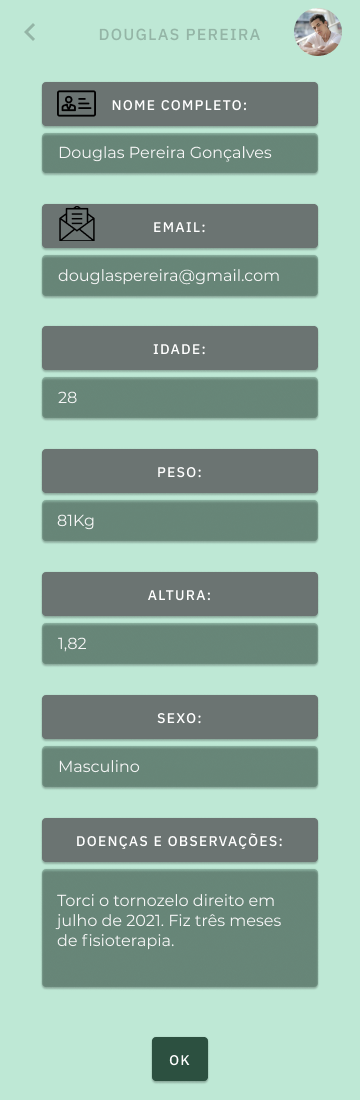 DOUGLAS PEREIRA
NOME COMPLETO:
Douglas Pereira Gonçalves
EMAIL:
douglaspereira@gmail.com
IDADE:
28
PESO:
81Kg
ALTURA:
1,82
SEXO:
Masculino
DOENÇAS E OBSERVAÇÕES:
Torci o tornozelo direito em
julho de 2021. Fiz três meses
de fisioterapia.
OK